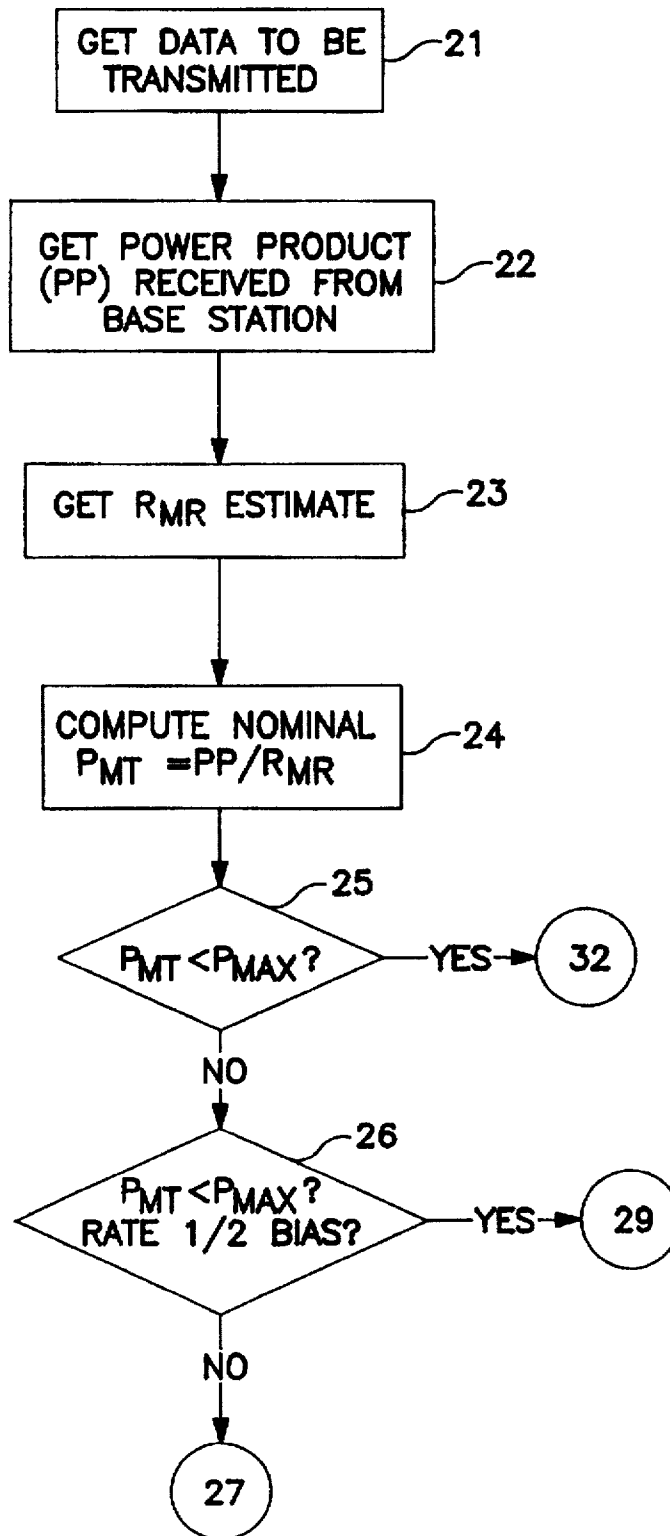 GET DATA TO BE
TRANSMITTED
21
GET POWER PRODUCT
(PP) RECEIVED FROM
BASE STATION
22
GET RMR ESTIMATE
23
COMPUTE NOMINAL
PMT =PP/RMR
24
25
PMT<PMAX?
YES
32
NO
26
PMT<PMAX?
RATE 1/2 BIAS?
YES
29
NO
27